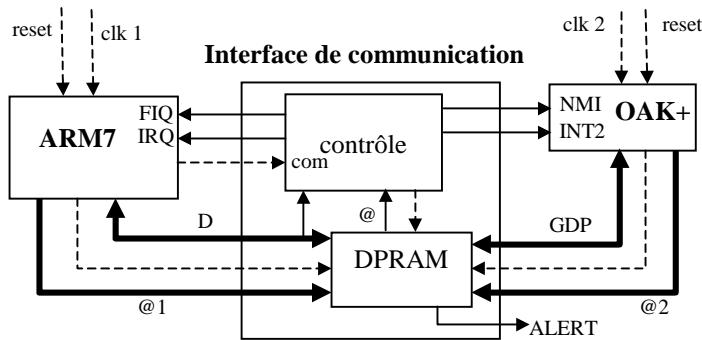 reset
clk 1
clk 2
reset
Interface de communication
FIQ
IRQ
ARM7
com
contrôle
NMI
OAK+
INT2
D
@
GDP
DPRAM
@1
@2
ALERT